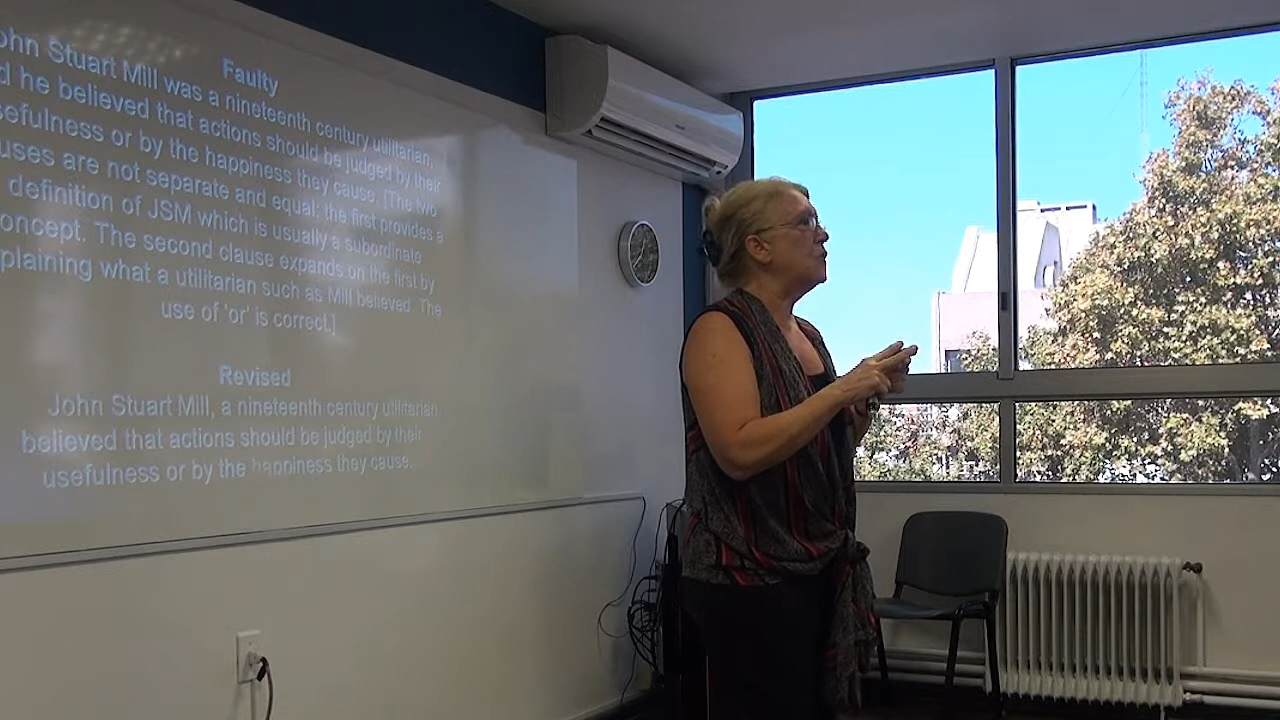 Faulty
John Stuart Mill was a nineteenth century utilitarian,
he believed that actions should be judged by their
usefulness or by the happiness they cause. [The two
are not separate and equal: the first provides a
definition of JSM which is usually a subordinate
concept. The second clause expands on the first by
explaining what a utilitarian such as Mill believed. The
use of 'or' is correct.]
Revised
John Stuart Mill, a nineteenth century utilitarian,
believed that actions should be judged by their
usefulness or by the happiness they cause.